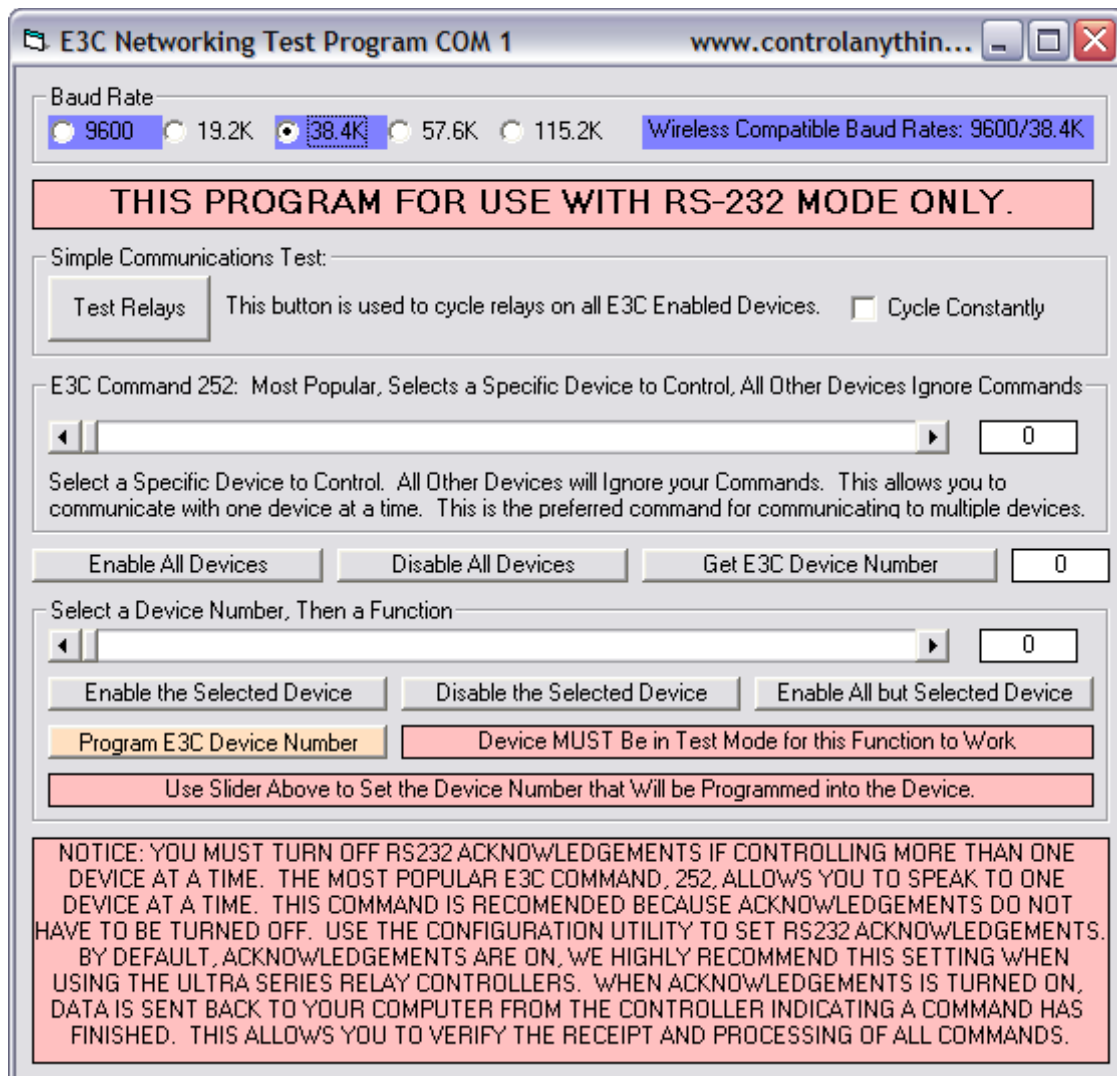 E3C Networking Test Program COM 1 www.controlanythin...
Baud Rate
9600 19.2K 38.4K 57.6K 115.2K Wireless Compatible Baud Rates: 9600/38.4K
THIS PROGRAM FOR USE WITH RS-232 MODE ONLY.
Simple Communications Test:
Test Relays This button is used to cycle relays on all E3C Enabled Devices. Cycle Constantly
E3C Command 252: Most Popular, Selects a Specific Device to Control, All Other Devices Ignore Commands
0
Select a Specific Device to Control. All Other Devices will Ignore your Commands. This allows you to
communicate with one device at a time. This is the preferred command for communicating to multiple devices.
Enable All Devices Disable All Devices Get E3C Device Number 0
Select a Device Number, Then a Function
0
Enable the Selected Device Disable the Selected Device Enable All but Selected Device
Program E3C Device Number Device MUST Be in Test Mode for this Function to Work
Use Slider Above to Set the Device Number that Will be Programmed into the Device.
NOTICE: YOU MUST TURN OFF RS232 ACKNOWLEDGEMENTS IF CONTROLLING MORE THAN ONE
DEVICE AT A TIME. THE MOST POPULAR E3C COMMAND, 252, ALLOWS YOU TO SPEAK TO ONE
DEVICE AT A TIME. THIS COMMAND IS RECOMENDED BECAUSE ACKNOWLEDGEMENTS DO NOT
HAVE TO BE TURNED OFF. USE THE CONFIGURATION UTILITY TO SET RS232 ACKNOWLEDGEMENTS.
BY DEFAULT, ACKNOWLEDGEMENTS ARE ON, WE HIGHLY RECOMMEND THIS SETTING WHEN
USING THE ULTRA SERIES RELAY CONTROLLERS. WHEN ACKNOWLEDGEMENTS IS TURNED ON,
DATA IS SENT BACK TO YOUR COMPUTER FROM THE CONTROLLER INDICATING A COMMAND HAS
FINISHED. THIS ALLOWS YOU TO VERIFY THE RECEIPT AND PROCESSING OF ALL COMMANDS.